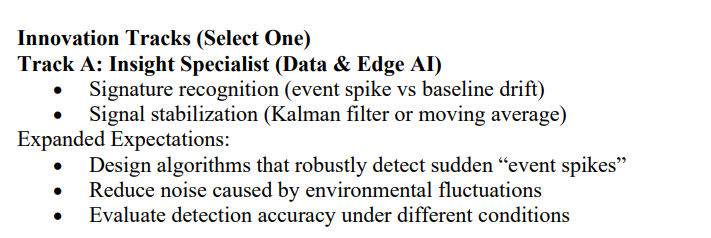 Innovation Tracks (Select One)
Track A: Insight Specialist (Data & Edge AI)
• Signature recognition (event spike vs baseline drift)
• Signal stabilization (Kalman filter or moving average)
Expanded Expectations:
• Design algorithms that robustly detect sudden “event spikes”
• Reduce noise caused by environmental fluctuations
• Evaluate detection accuracy under different conditions